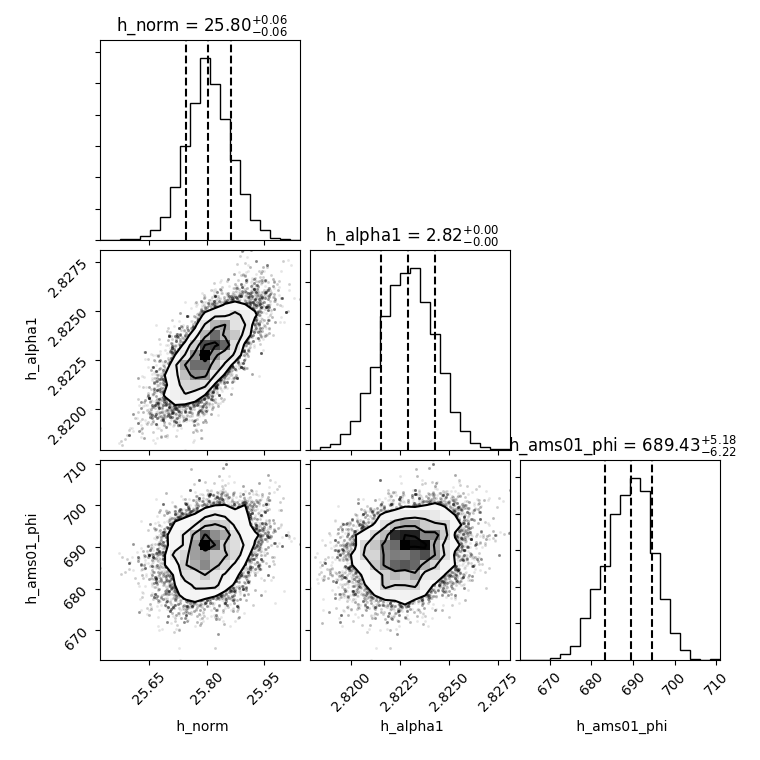 h_norm = 25.80+0.06−0.06
h_alpha1 = 2.82+0.00−0.00
2.8275
2.8250
2.8225
2.8200
h_alpha1
h_ams01_phi = 689.43+5.18−6.22
710
700
690
680
670
h_ams01_phi
25.65 25.80 25.95
2.8200 2.8225 2.8250 2.8275
670 680 690 700 710
h_norm h_alpha1 h_ams01_phi